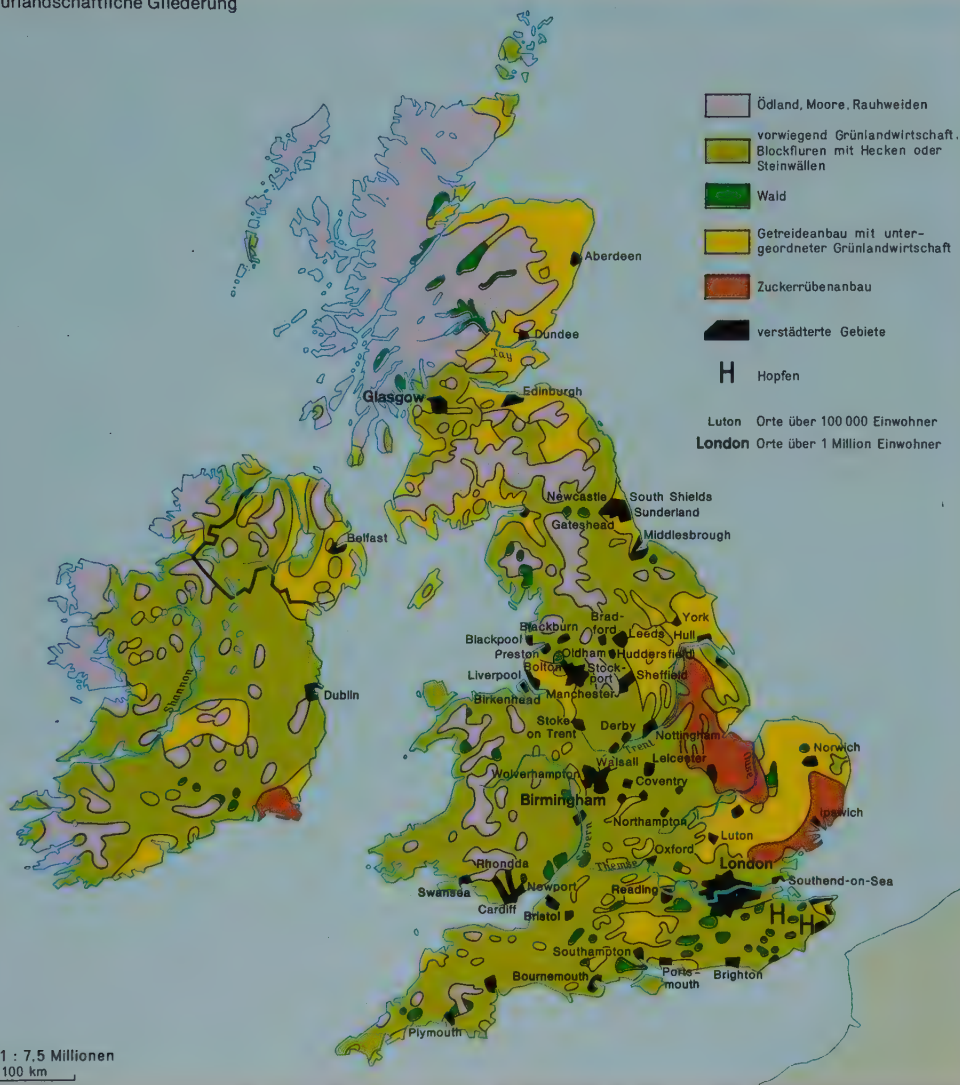 urlandschaftliche Gliederung
Ödland, Moore, Rauhweiden
vorwiegend Grünlandwirtschaft,
Blockfluren mit Hecken oder
Steinwällen
Wald
Getreideanbau mit unter-
geordneter Grünlandwirtschaft
Zuckerrübenanbau
verstädterte Gebiete
H Hopfen
Luton Orte über 100 000 Einwohner
London Orte über 1 Million Einwohner
Aberdeen
Dundee
Tay
Glasgow
Edinburgh
Newcastle
South Shields
Sunderland
Gateshead
Middlesbrough
Belfast
York
Blackburn
Brad-
ford
Leeds
Hull
Blackpool
Preston
Oldham
Huddersfield
Bolton
Stock-
port
Sheffield
Liverpool
Manchester
Birkenhead
Shannon
Dublin
Stoke
on Trent
Derby
Nottingham
Trent
Norwich
Walsall
Leicester
Wolverhampton
Coventry
Birmingham
Northampton
Ipswich
Luton
Oxford
London
Themse
Rhondda
Swansea
Newport
Reading
Southend-on-Sea
Cardiff
Bristol
H
H
Southampton
Bournemouth
Ports-
mouth
Brighton
Plymouth
1 : 7,5 Millionen
100 km